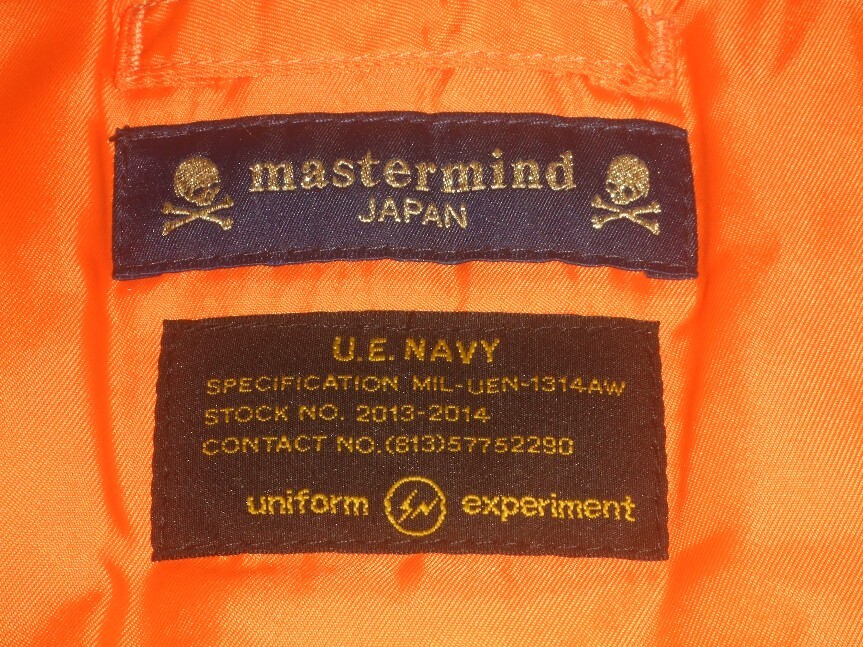 mastermind
JAPAN
U.E. NAVY
SPECIFICATION MIL-UEN-1314AW
STOCK NO. 2013-2014
CONTACT NO.(813)57752290
uniform experiment